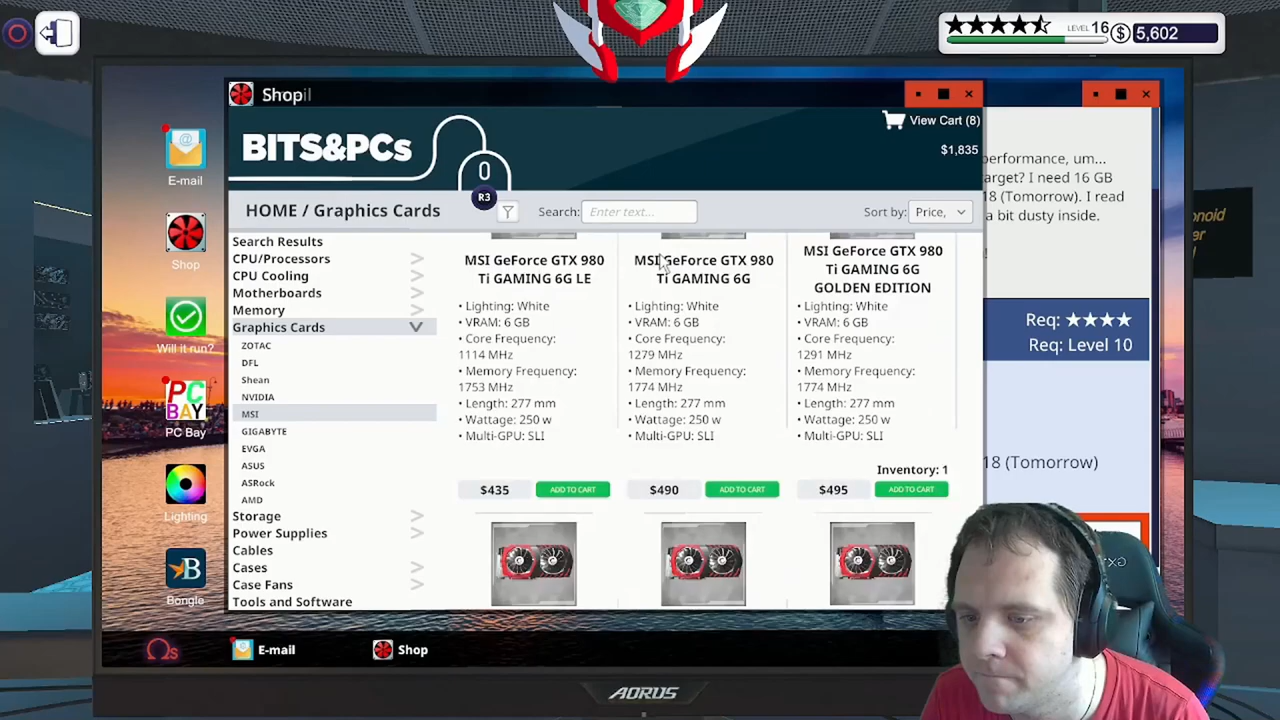 LEVEL 16 $ 5,602
Shop
View Cart (8)
$1,835
BITS&PCs
R3
HOME / Graphics Cards
Search: Enter text...
Sort by: Price,
E-mail
Shop
Will it run?
PC BAY
PC Bay
Lighting
B
Bongle
Search Results
CPU/Processors
CPU Cooling
Motherboards
Memory
Graphics Cards
ZOTAC
DFL
Shean
NVIDIA
MSI
GIGABYTE
EVGA
ASUS
ASRock
AMD
Storage
Power Supplies
Cables
Cases
Case Fans
Tools and Software
MSI GeForce GTX 980
Ti GAMING 6G LE
• Lighting: White
• VRAM: 6 GB
• Core Frequency:
1114 MHz
• Memory Frequency:
1753 MHz
• Length: 277 mm
• Wattage: 250 w
• Multi-GPU: SLI
$435 ADD TO CART
MSI GeForce GTX 980
Ti GAMING 6G
• Lighting: White
• VRAM: 6 GB
• Core Frequency:
1279 MHz
• Memory Frequency:
1774 MHz
• Length: 277 mm
• Wattage: 250 w
• Multi-GPU: SLI
$490 ADD TO CART
MSI GeForce GTX 980
Ti GAMING 6G
GOLDEN EDITION
• Lighting: White
• VRAM: 6 GB
• Core Frequency:
1291 MHz
• Memory Frequency:
1774 MHz
• Length: 277 mm
• Wattage: 250 w
• Multi-GPU: SLI
Inventory: 1
$495 ADD TO CART
performance, um...
target? I need 16 GB
18 (Tomorrow). I read
a bit dusty inside.
Req: ★★★★
Req: Level 10
18 (Tomorrow)
Ωs
E-mail
Shop
AORUS